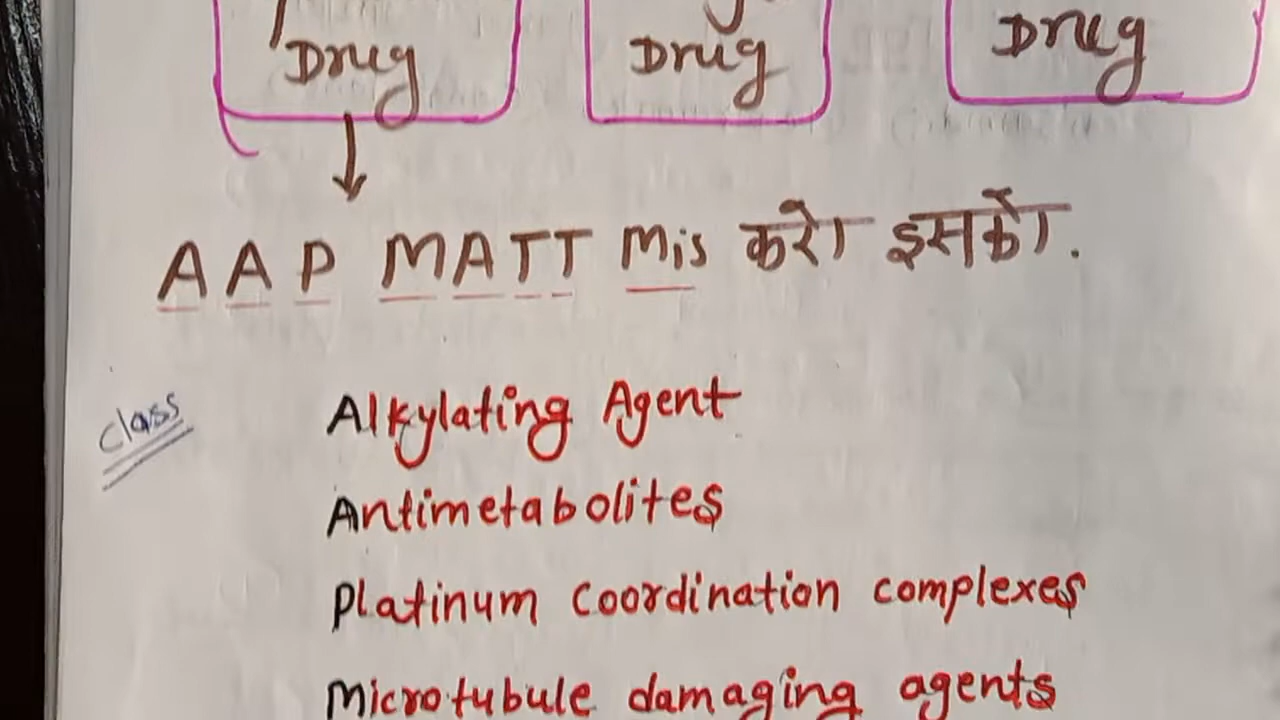 Drug Drug Drug
AAP MATT Mis करो इसको.
class
Alkylating Agent
Antimetabolites
Platinum Coordination complexes
Microtubule damaging agents